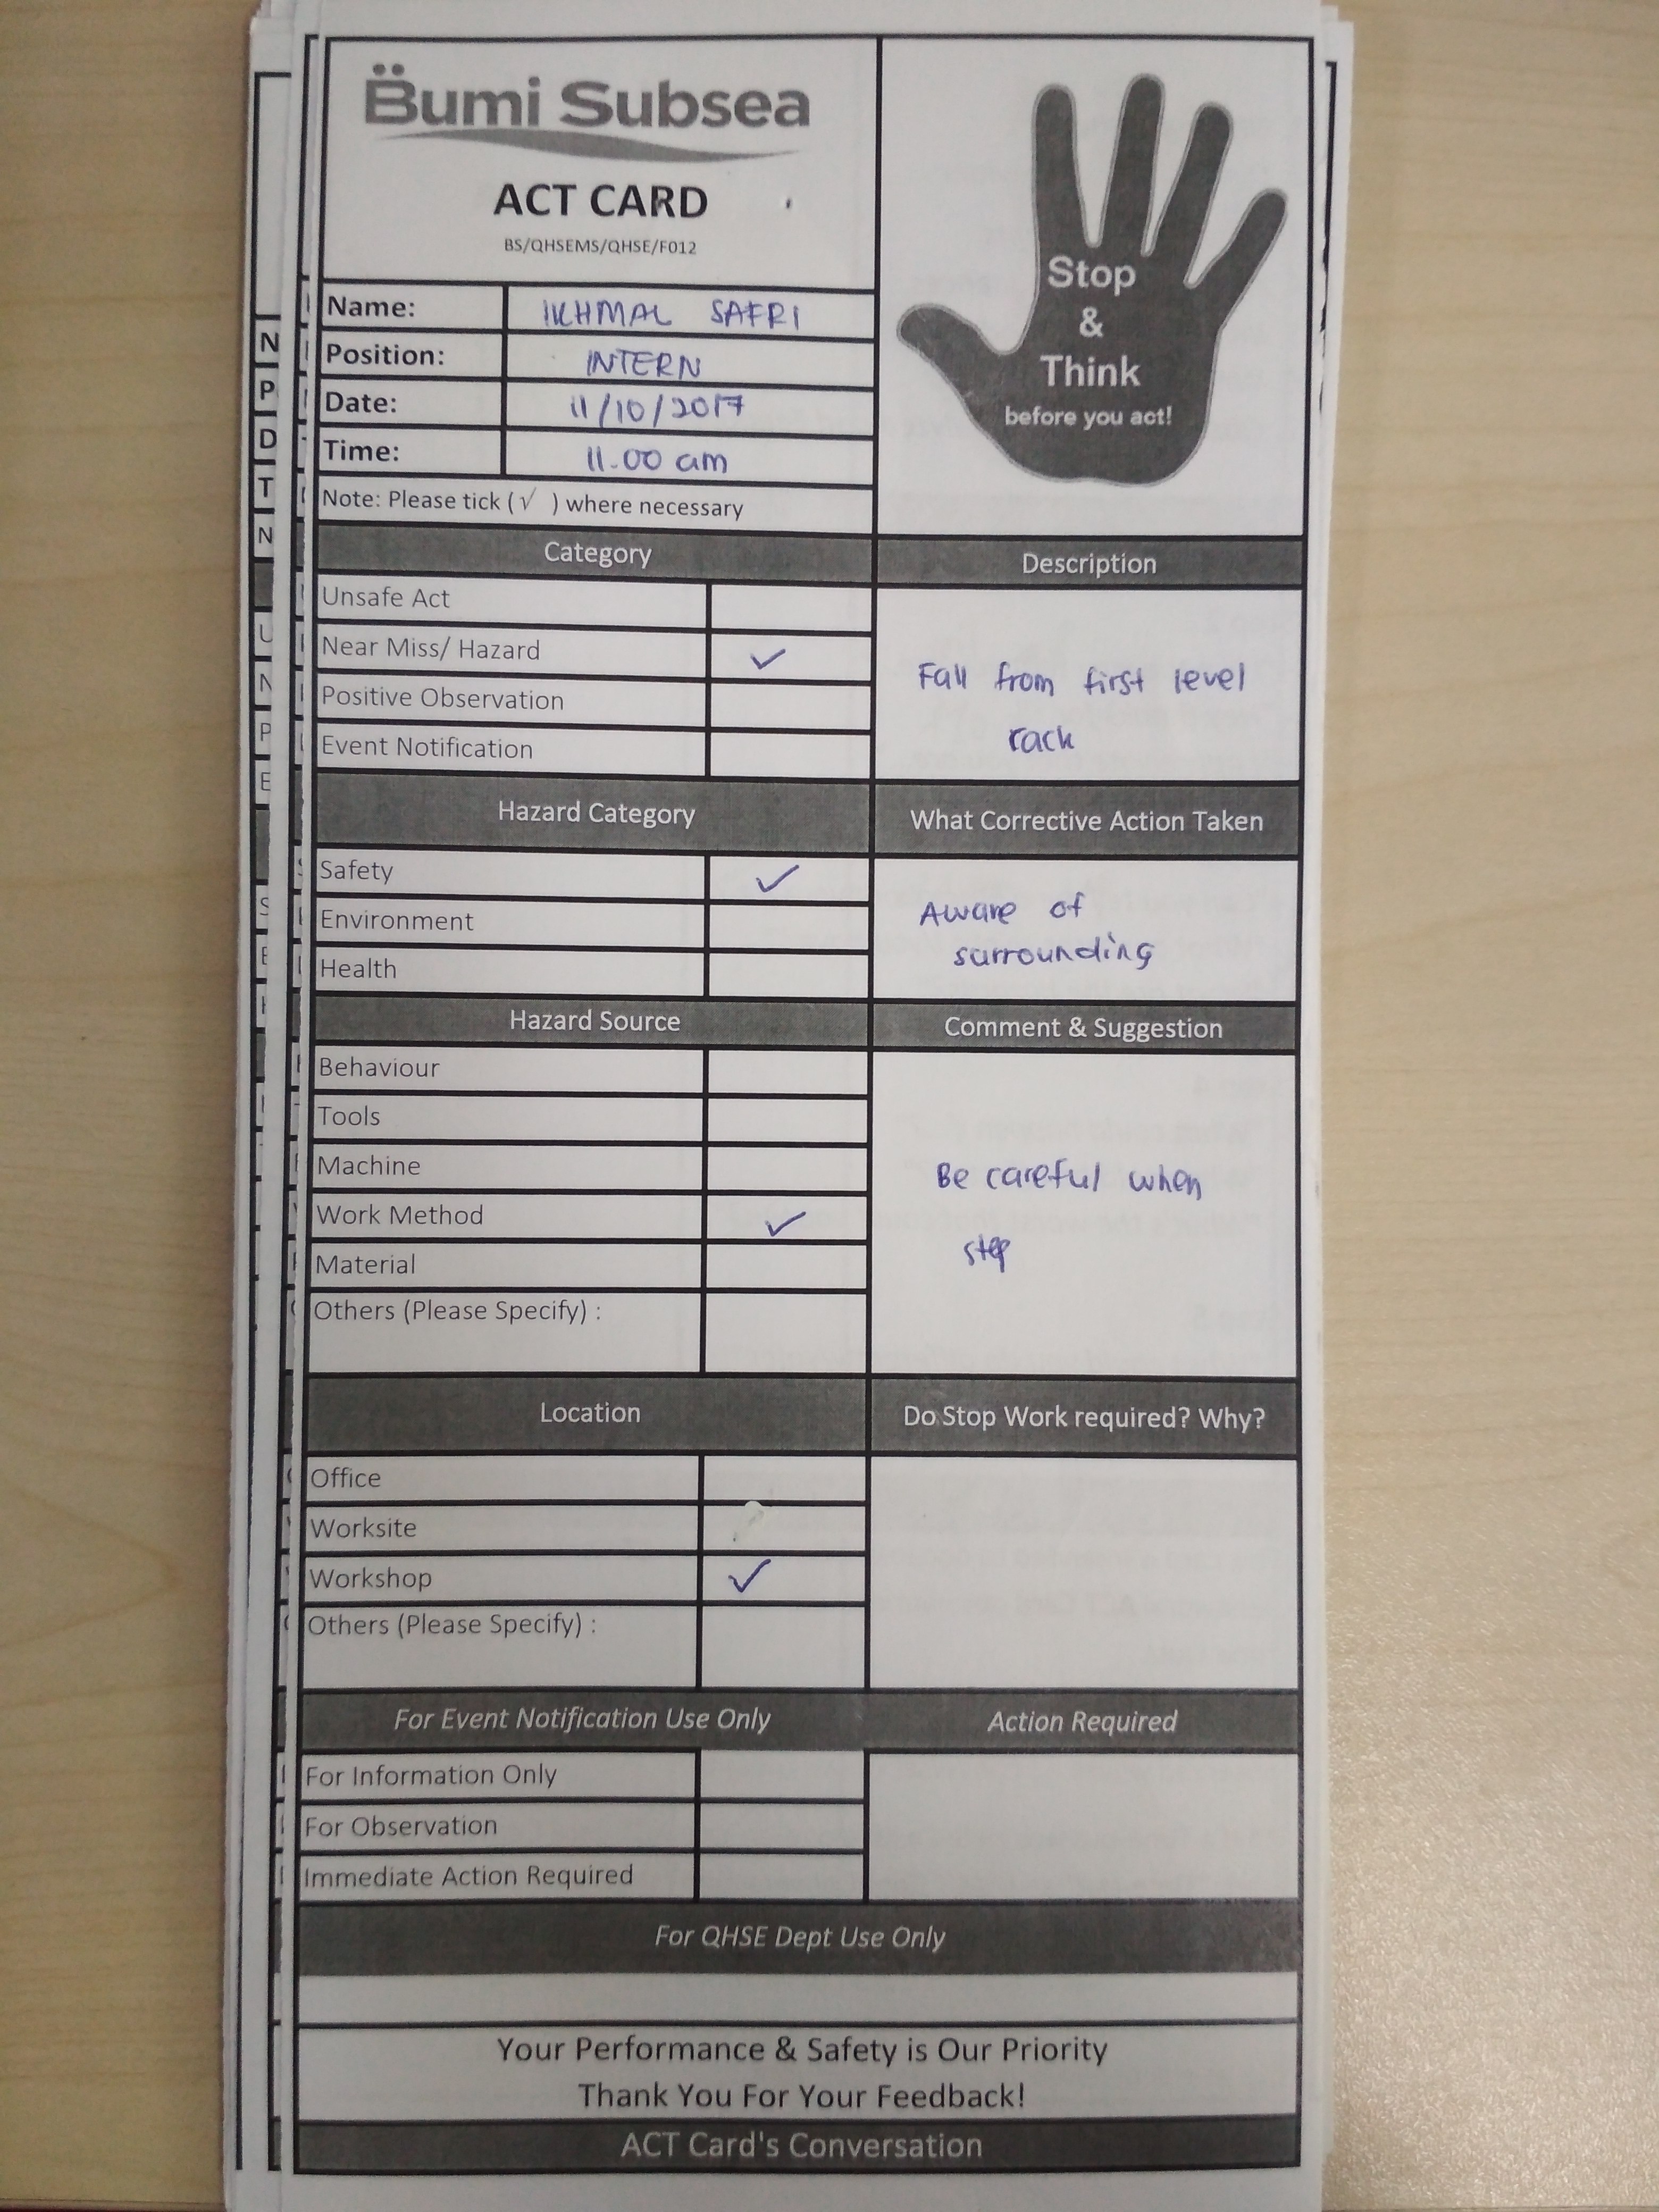 Bumi Subsea
ACT CARD
BS/QHSEMS/QHSE/F012
Stop
&
Think
before you act!
Name: IKHMAL SAFRI
Position: INTERN
Date: 11/10/2017
Time: 11.00 am
Note: Please tick (√ ) where necessary
Category
Description
Unsafe Act
Near Miss/ Hazard ✓
Positive Observation
Event Notification
Fall from first level
rack
Hazard Category
What Corrective Action Taken
Safety ✓
Environment
Health
Aware of
surrounding
Hazard Source
Comment & Suggestion
Behaviour
Tools
Machine
Work Method ✓
Material
Others (Please Specify) :
Be careful when
step
Location
Do Stop Work required? Why?
Office
Worksite
Workshop ✓
Others (Please Specify) :
For Event Notification Use Only
Action Required
For Information Only
For Observation
Immediate Action Required
For QHSE Dept Use Only
Your Performance & Safety is Our Priority
Thank You For Your Feedback!
ACT Card's Conversation